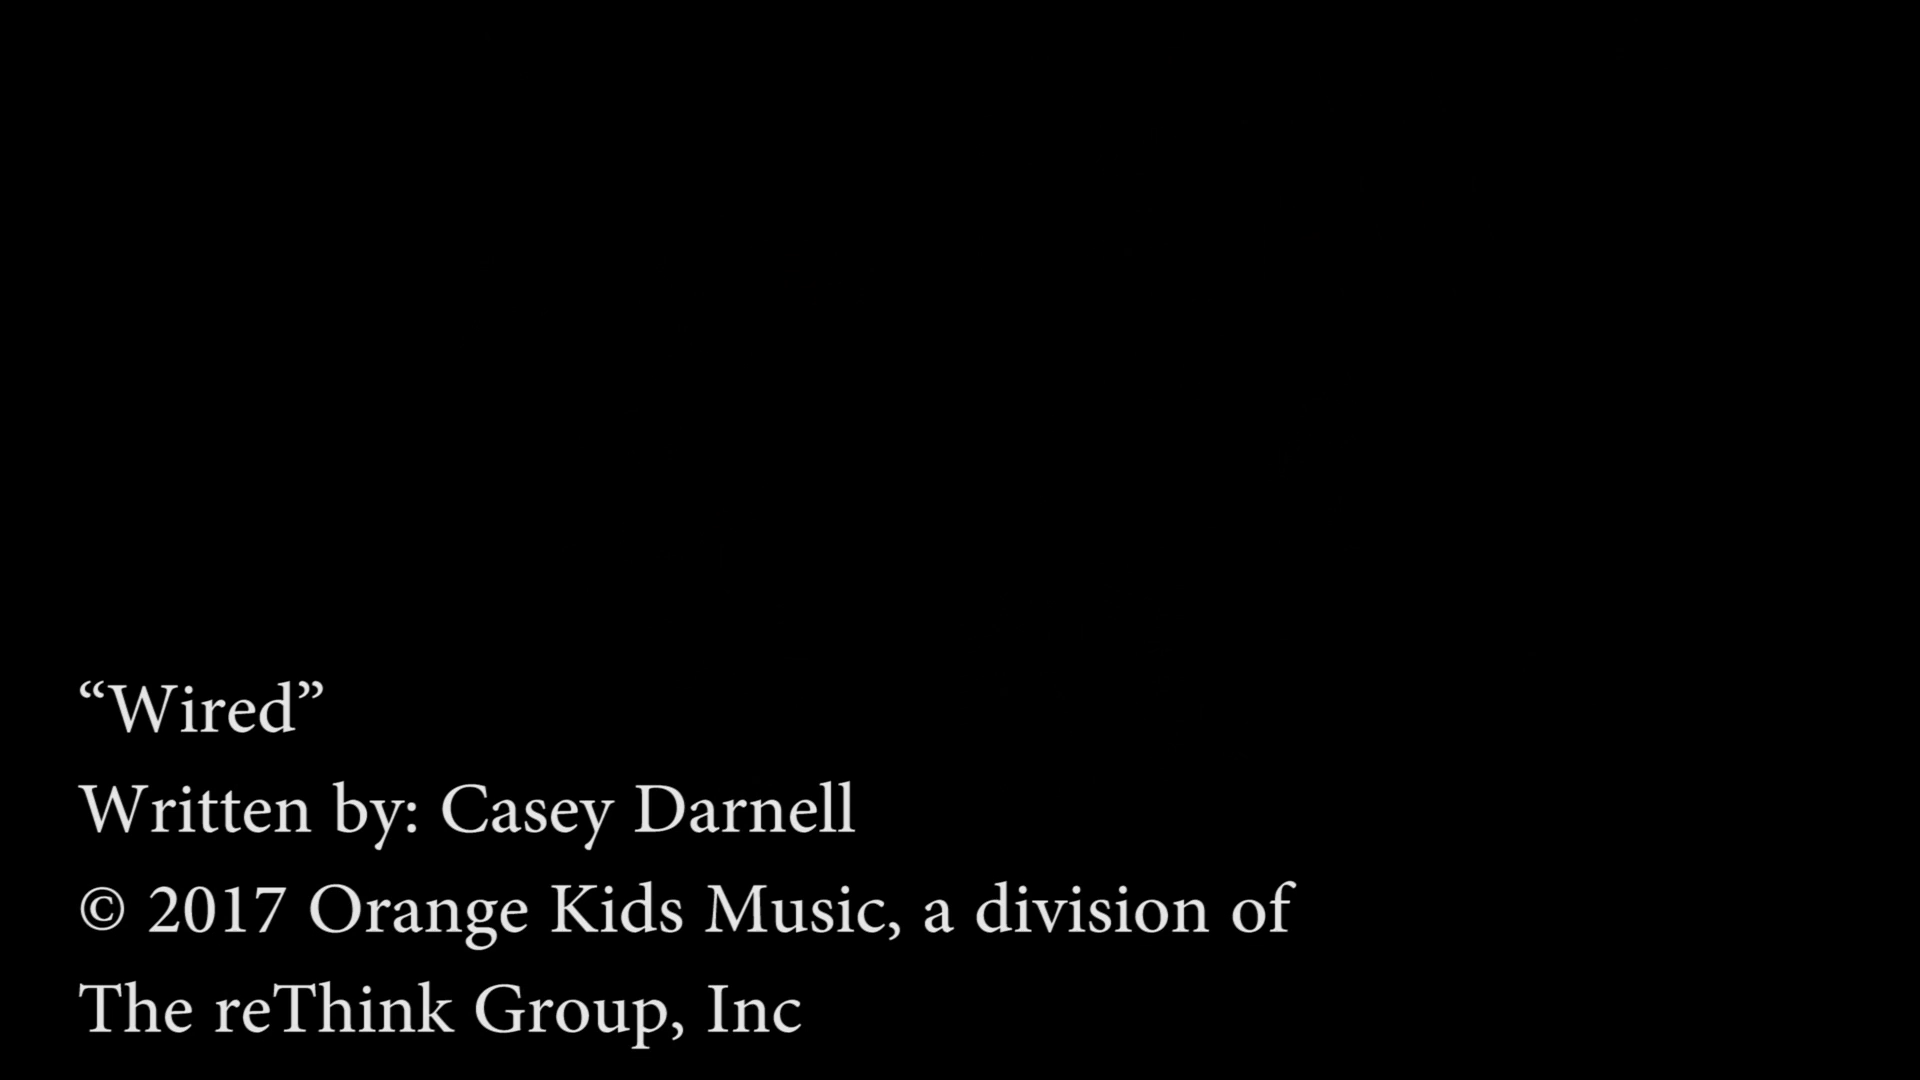 “Wired”
Written by: Casey Darnell
© 2017 Orange Kids Music, a division of
The reThink Group, Inc